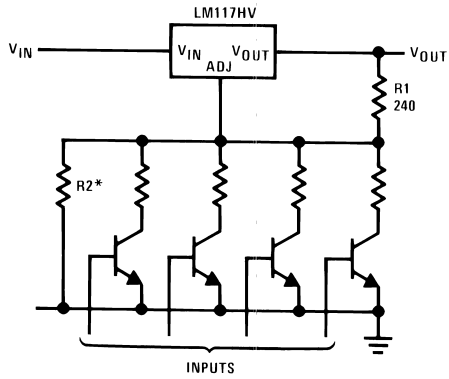 LM117HV
VIN
VIN VOUT
ADJ
VOUT
R1
240
R2*
INPUTS